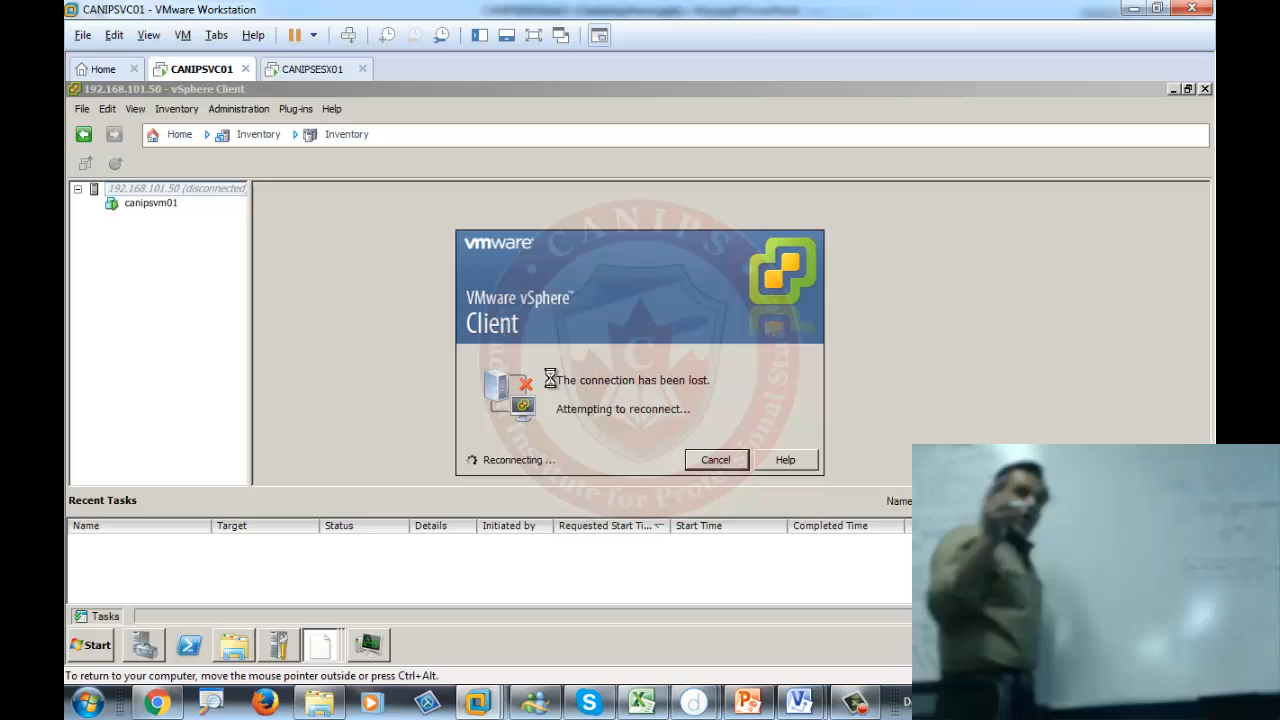 CANIPSVC01 - VMware Workstation
File Edit View VM Tabs Help
Home CANIPSVC01 CANIPSESX01
192.168.101.50 - vSphere Client
File Edit View Inventory Administration Plug-ins Help
Home Inventory Inventory
192.168.101.50 (disconnected
canipsvm01
CANIPS
vmware
VMware vSphere™
Client
C
The connection has been lost.
Attempting to reconnect...
Reconnecting ...
Cancel Help
Institute for Professional
Recent Tasks
Name
Name Target Status Details Initiated by Requested Start Ti... Start Time Completed Time
Tasks
Start
To return to your computer, move the mouse pointer outside or press Ctrl+Alt.